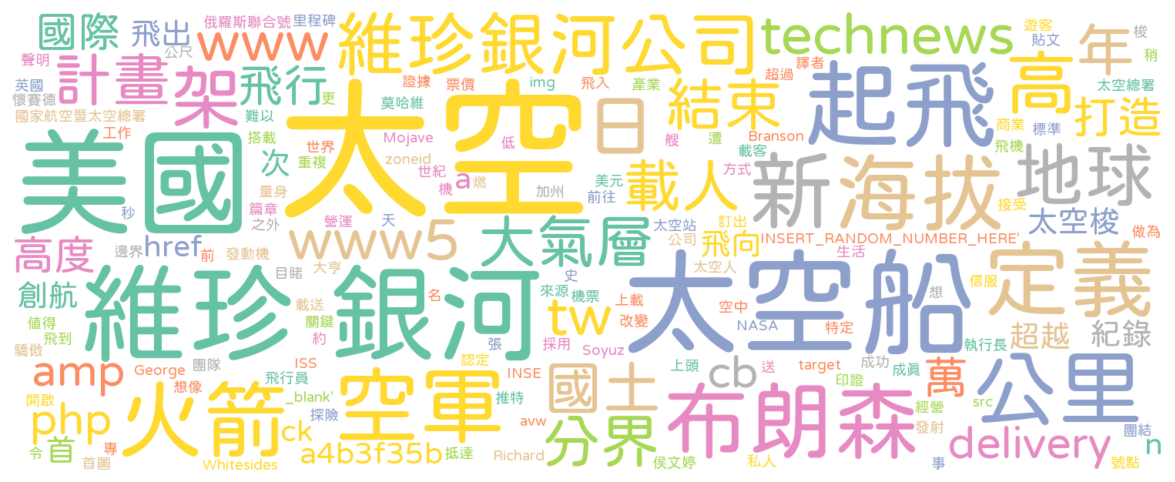 國際 飛出 俄羅斯聯合號 里程碑 www 維珍銀河公司 technews 遊客 貼文 年 梭 稍
聲明 公尺 計畫 架 飛行 更 證據 票價 img 飛入 產業 結束 超過 譯者 起飛 高 太空總署 打造
英國 懷賽德 國家航空暨太空總署 難以 莫哈維 太空 日 商業 標準
美國 工作 次 搭載 世界 重複 Mojave zoneid 低 世紀 機 a 燃 艘 遭 Branson 載客 方式 載人 美元 前往 新 海拔 飛機 地球
量身 篇章 之外 加州 接受 太空梭
秒 高度 href 邊界 前 發動機 營運 天 www5 大氣層 太空站 訂出 公司 飛向 INSERT_RANDOM_NUMBER_HERE' 生活 做為
目睹 大亨 史 太空人 想 信服 定義
創航 維珍 銀河 載送 名 關鍵 約 來源 機票 tw 上載 改變 空中 NASA 太空船 特定 超越 紀錄
值得 飛到 驕傲 團隊 張 採用 Soyuz 執行長
amp George 想像 ISS 飛行員 認定 INSE 上頭 cb 送 target 成功 成真 萬 公里
開啟 php 火箭 _blank' 探險 空軍 推特 國土 布朗森 印證 經營 src 發射 團結
令 首 專 首圖 Whitesides ck a4b3f35b avw 抵達 Richard 分界 侯文婷 私人 事 delivery n 號點